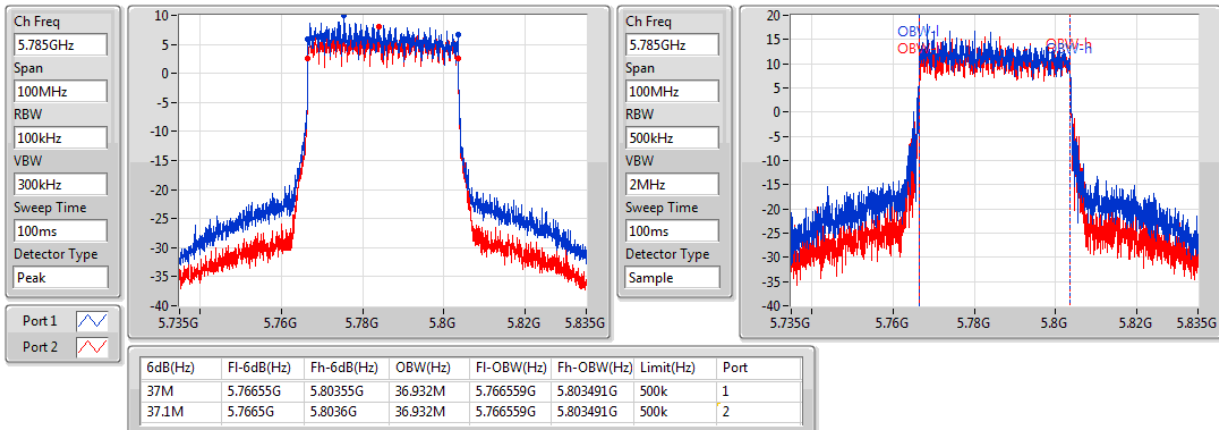 Ch Freq
5.785GHz
Span
100MHz
RBW
100kHz
VBW
300kHz
Sweep Time
100ms
Detector Type
Peak
Port 1
Port 2
10
5
0
-5
-10
-15
-20
-25
-30
-35
-40
5.735G 5.76G 5.78G 5.8G 5.82G 5.835G
Ch Freq
5.785GHz
Span
100MHz
RBW
500kHz
VBW
2MHz
Sweep Time
100ms
Detector Type
Sample
20
15
10
5
0
-5
-10
-15
-20
-25
-30
-35
-40
OBW-l
OBW-h
5.735G 5.76G 5.78G 5.8G 5.82G 5.835G
6dB(Hz) Fl-6dB(Hz) Fh-6dB(Hz) OBW(Hz) Fl-OBW(Hz) Fh-OBW(Hz) Limit(Hz) Port
37M 5.76655G 5.80355G 36.932M 5.766559G 5.803491G 500k 1
37.1M 5.7665G 5.8036G 36.932M 5.766559G 5.803491G 500k 2